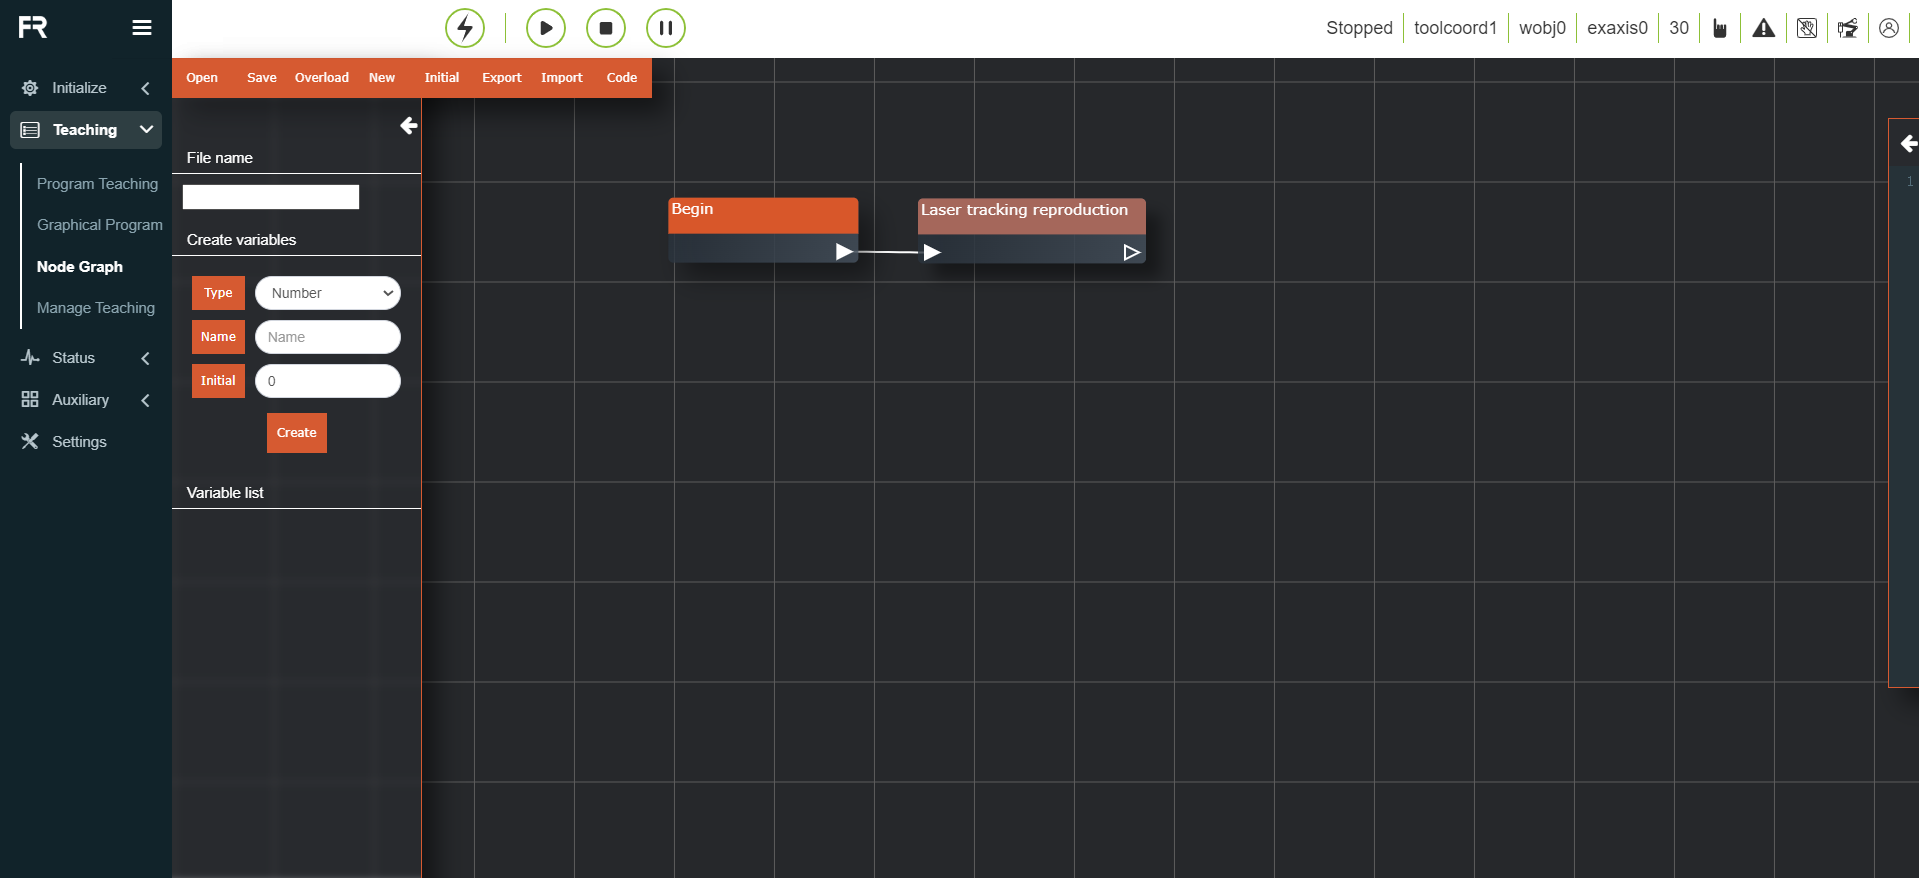 FR
Stopped
toolcoord1
wobj0
exaxis0
30
Open
Save
Overload
New
Initial
Export
Import
Code
Initialize
Teaching
Program Teaching
Graphical Program
Node Graph
Manage Teaching
Status
Auxiliary
Settings
File name
Create variables
Type
Number
Name
Name
Initial
0
Create
Variable list
Begin
Laser tracking reproduction
1